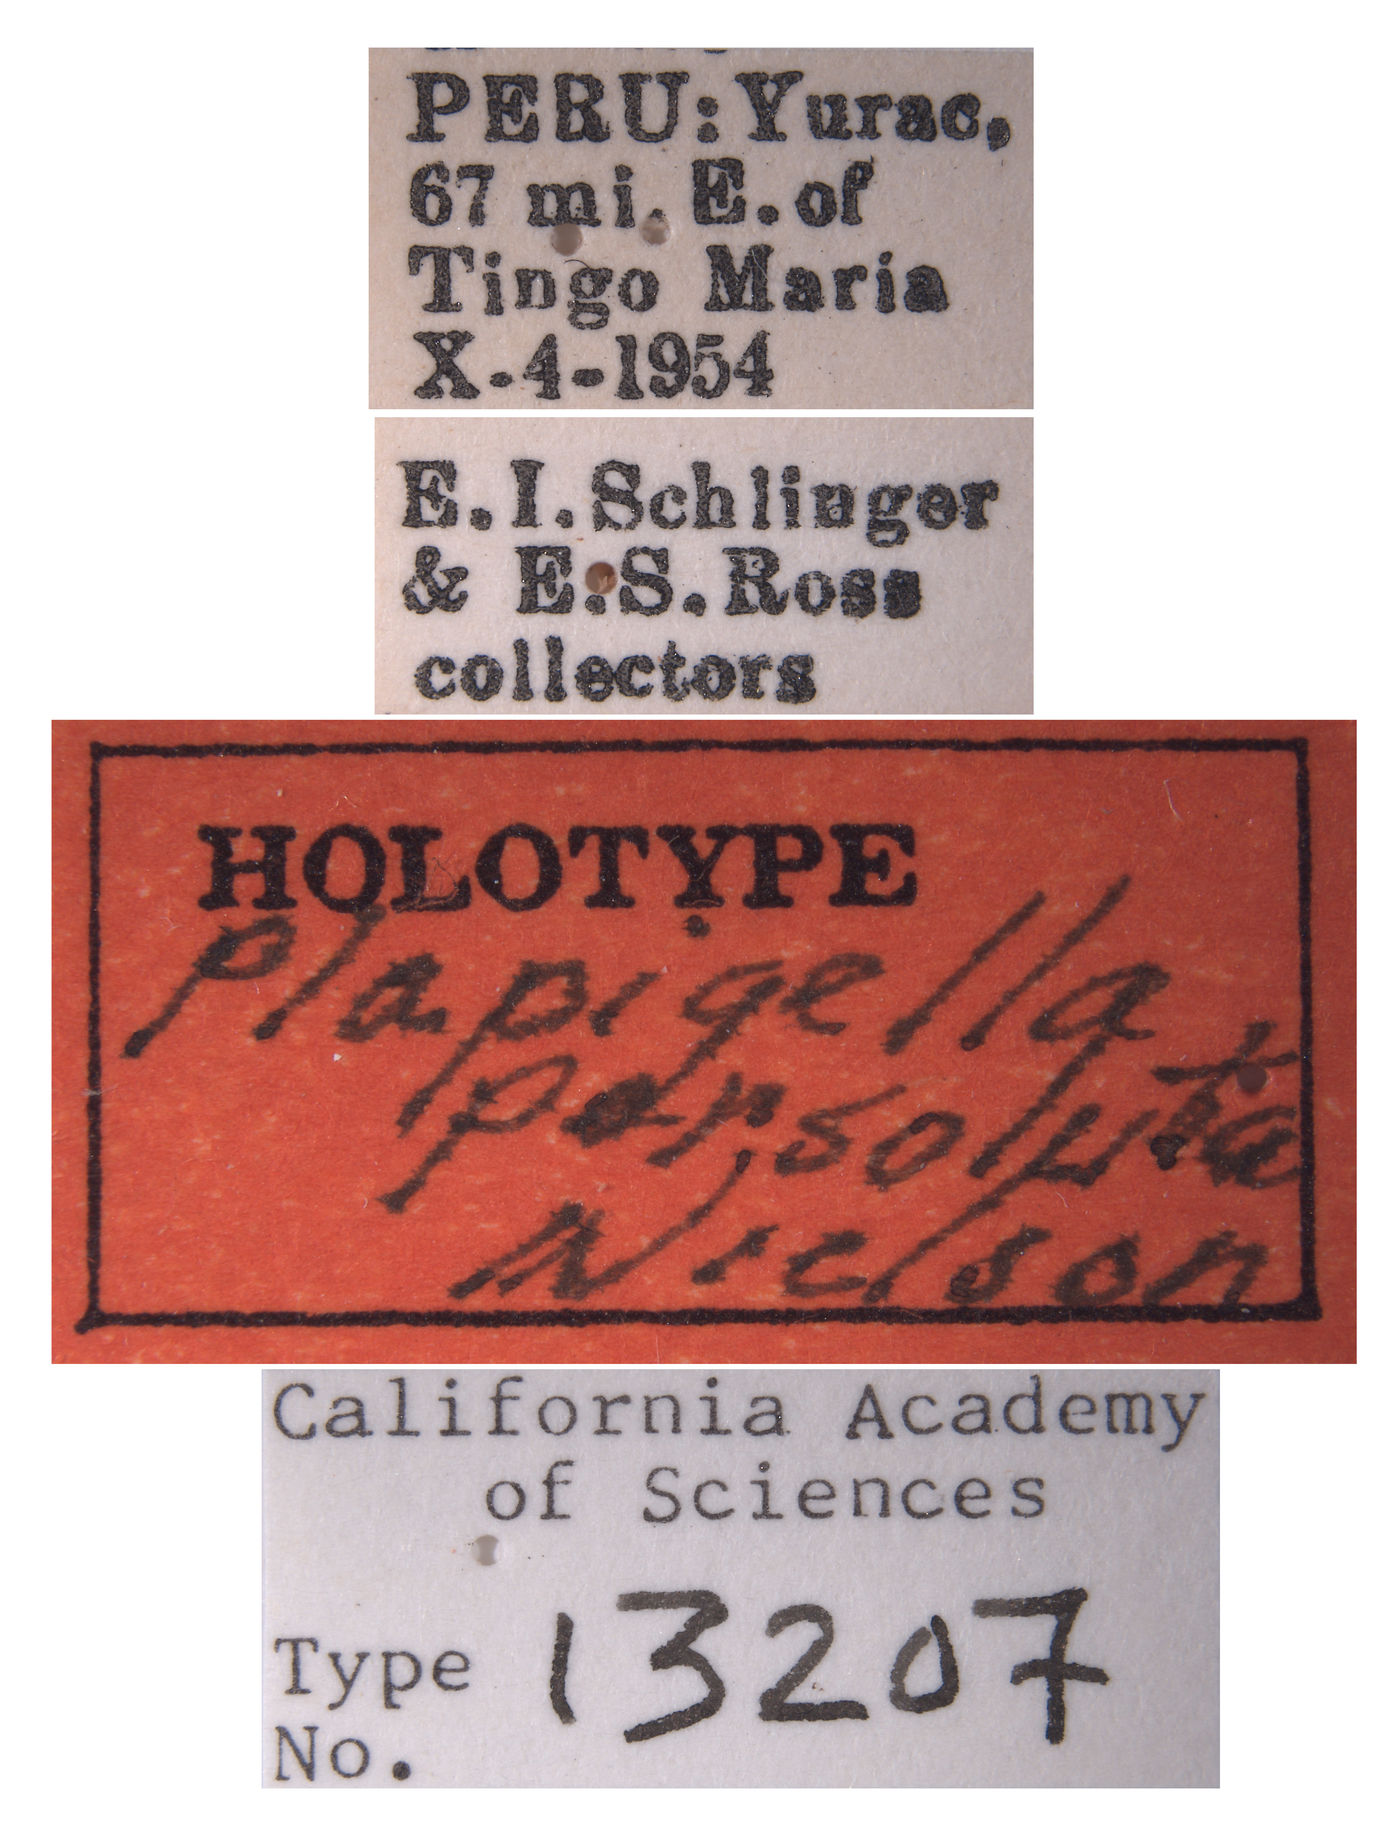 PERU: Yurac,
67 mi. E. of
Tingo Maria
X.-4-1954
E. I. Schlinger
& E. S. Ross
collectors
HOLOTYPE
Plapigella
Nielson
California Academy
of Sciences
Type 13207
No.